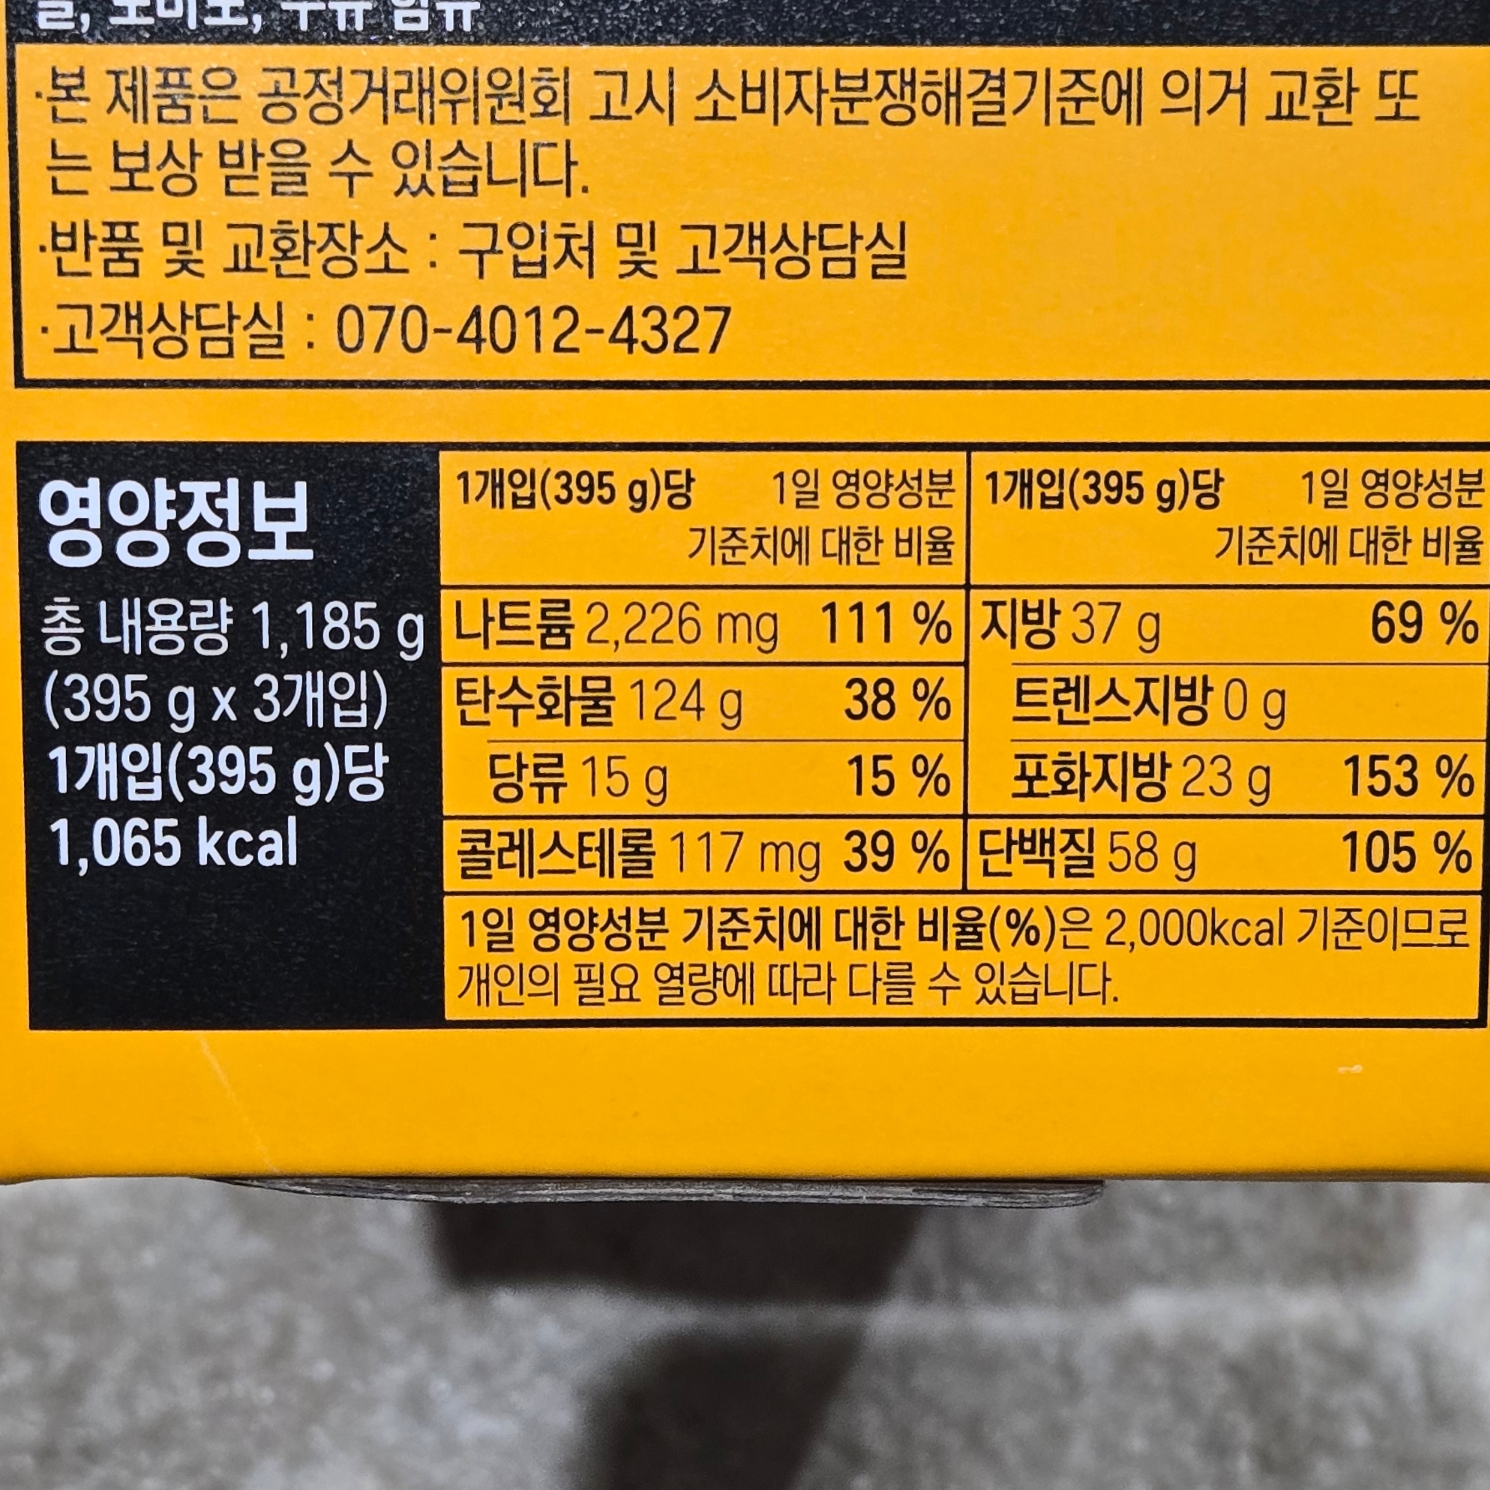 ·본 제품은 공정거래위원회 고시 소비자분쟁해결기준에 의거 교환 또
는 보상 받을 수 있습니다.
·반품 및 교환장소 : 구입처 및 고객상담실
·고객상담실 : 070-4012-4327
영양정보
총 내용량 1,185 g
(395 g x 3개입)
1개입(395 g)당
1,065 kcal
1개입(395 g)당 1일 영양성분
기준치에 대한 비율
나트륨 2,226 mg 111 %
탄수화물 124 g 38 %
당류 15 g 15 %
콜레스테롤 117 mg 39 %
1개입(395 g)당 1일 영양성분
기준치에 대한 비율
지방 37 g 69 %
트렌스지방 0 g
포화지방 23 g 153 %
단백질 58 g 105 %
1일 영양성분 기준치에 대한 비율(%)은 2,000kcal 기준이므로
개인의 필요 열량에 따라 다를 수 있습니다.